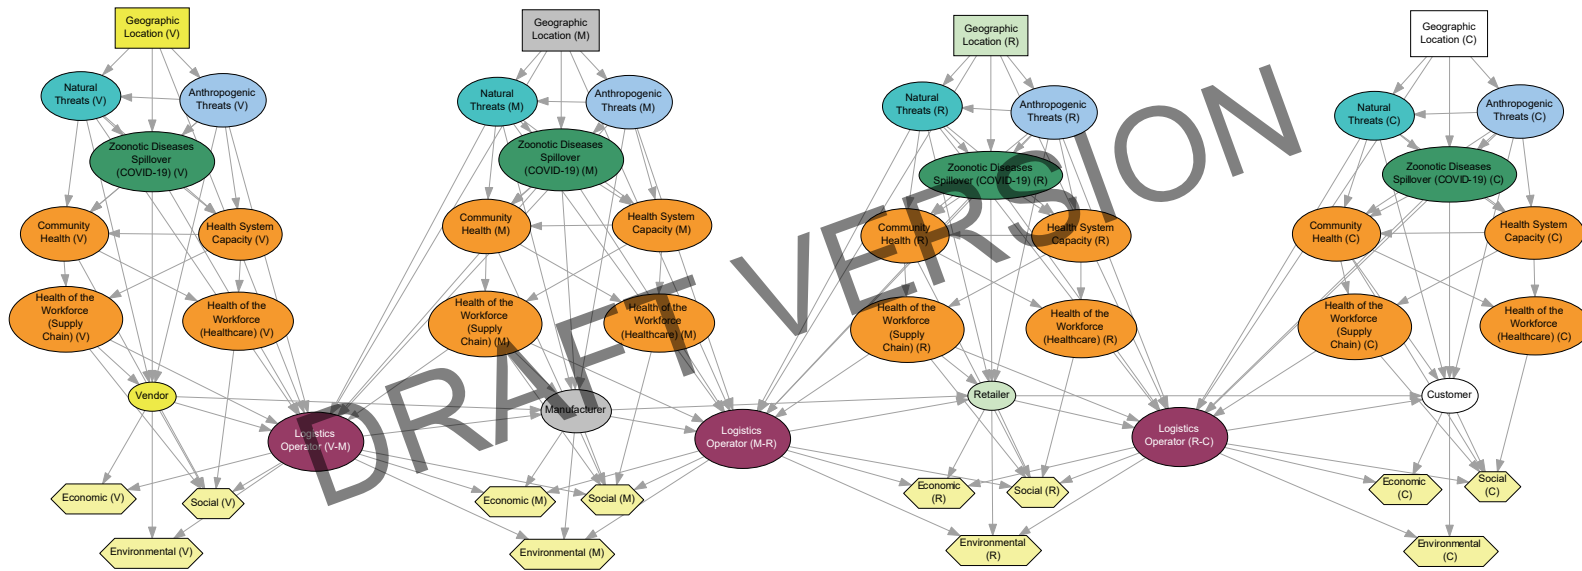 Geographic
Location (V)
Geographic
Location (M)
Geographic
Location (R)
Geographic
Location (C)
Natural
Threats (V)
Anthropogenic
Threats (V)
Natural
Threats (M)
Anthropogenic
Threats (M)
Natural
Threats (R)
Anthropogenic
Threats (R)
Natural
Threats (C)
Anthropogenic
Threats (C)
Zoonotic Diseases
Spillover
(COVID-19) (V)
Zoonotic Diseases
Spillover
(COVID-19) (M)
Zoonotic Diseases
Spillover (COVID-19) (R)
Zoonotic Diseases
Spillover (COVID-19) (C)
Community
Health (V)
Health System
Capacity (V)
Community
Health (M)
Health System
Capacity (M)
Community
Health (R)
Health System
Capacity (R)
Community
Health (C)
Health System
Capacity (C)
Health of the
Workforce
(Supply
Chain) (V)
Health of the
Workforce
(Healthcare) (V)
Health of the
Workforce
(Supply
Chain) (M)
Health of the
Workforce
(Healthcare) (M)
Health of the
Workforce
(Supply
Chain) (R)
Health of the
Workforce
(Healthcare) (R)
Health of the
Workforce
(Supply
Chain) (C)
Health of the
Workforce
(Healthcare) (C)
Vendor
Logistics
Operator (V-M)
Manufacturer
Logistics
Operator (M-R)
Retailer
Logistics
Operator (R-C)
Customer
Economic (V)
Social (V)
Economic (M)
Social (M)
Economic
(R)
Social (R)
Economic
(C)
Social
(C)
Environmental (V)
Environmental (M)
Environmental
(R)
Environmental
(C)
DRAFT VERSION